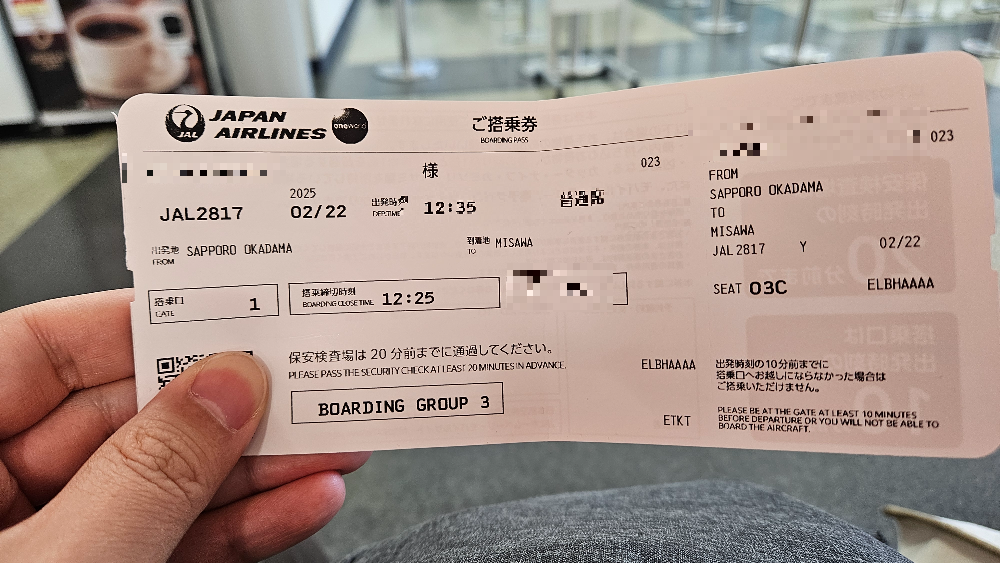 JAL
JAPAN
AIRLINES
oneworld
ご搭乗券
BOARDING PASS
様
023
2025
JAL2817
02/22
出発時刻
DEP.TIME
12:35
普通席
出発地
FROM
SAPPORO OKADAMA
到着地
TO
MISAWA
搭乗口
GATE
1
搭乗締切時刻
BOARDING CLOSE TIME
12:25
保安検査場は 20 分前までに通過してください。
PLEASE PASS THE SECURITY CHECK AT LEAST 20 MINUTES IN ADVANCE.
BOARDING GROUP 3
ELBHAAAA
ETKT
023
FROM
SAPPORO OKADAMA
TO
MISAWA
JAL2817 Y 02/22
SEAT 03C ELBHAAAA
出発時刻の10分前までに
搭乗口へお越しにならなかった場合は
ご搭乗いただけません。
PLEASE BE AT THE GATE AT LEAST 10 MINUTES
BEFORE DEPARTURE OR YOU WILL NOT BE ABLE TO
BOARD THE AIRCRAFT.